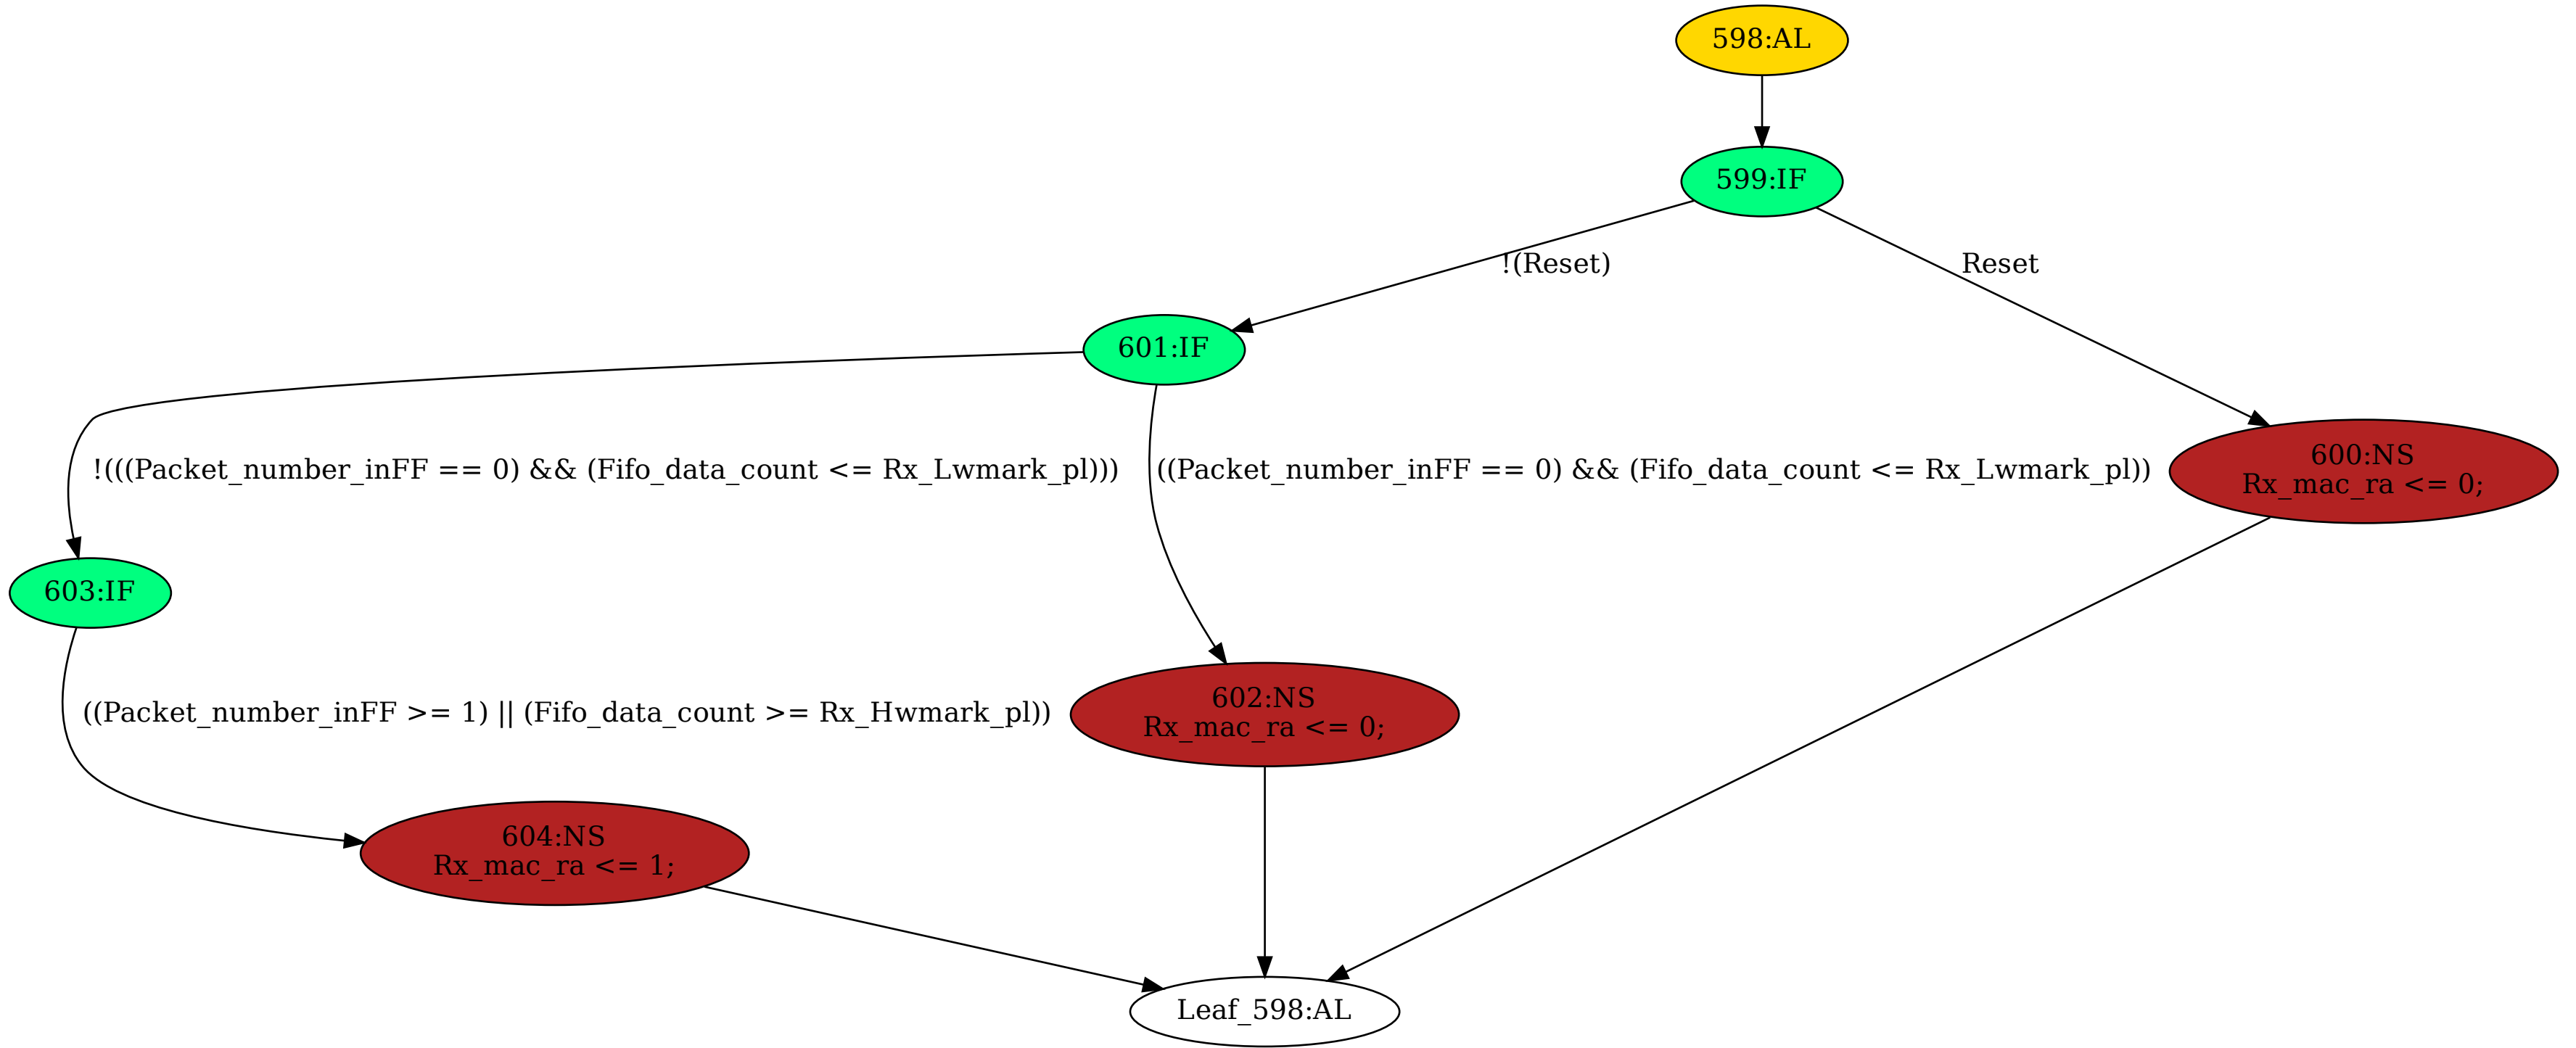 598:AL
599:IF
!(Reset)
Reset
601:IF
!(((Packet_number_inFF == 0) && (Fifo_data_count <= Rx_Lwmark_pl)))
((Packet_number_inFF == 0) && (Fifo_data_count <= Rx_Lwmark_pl))
600:NS
Rx_mac_ra <= 0;
603:IF
((Packet_number_inFF >= 1) || (Fifo_data_count >= Rx_Hwmark_pl))
602:NS
Rx_mac_ra <= 0;
604:NS
Rx_mac_ra <= 1;
Leaf_598:AL